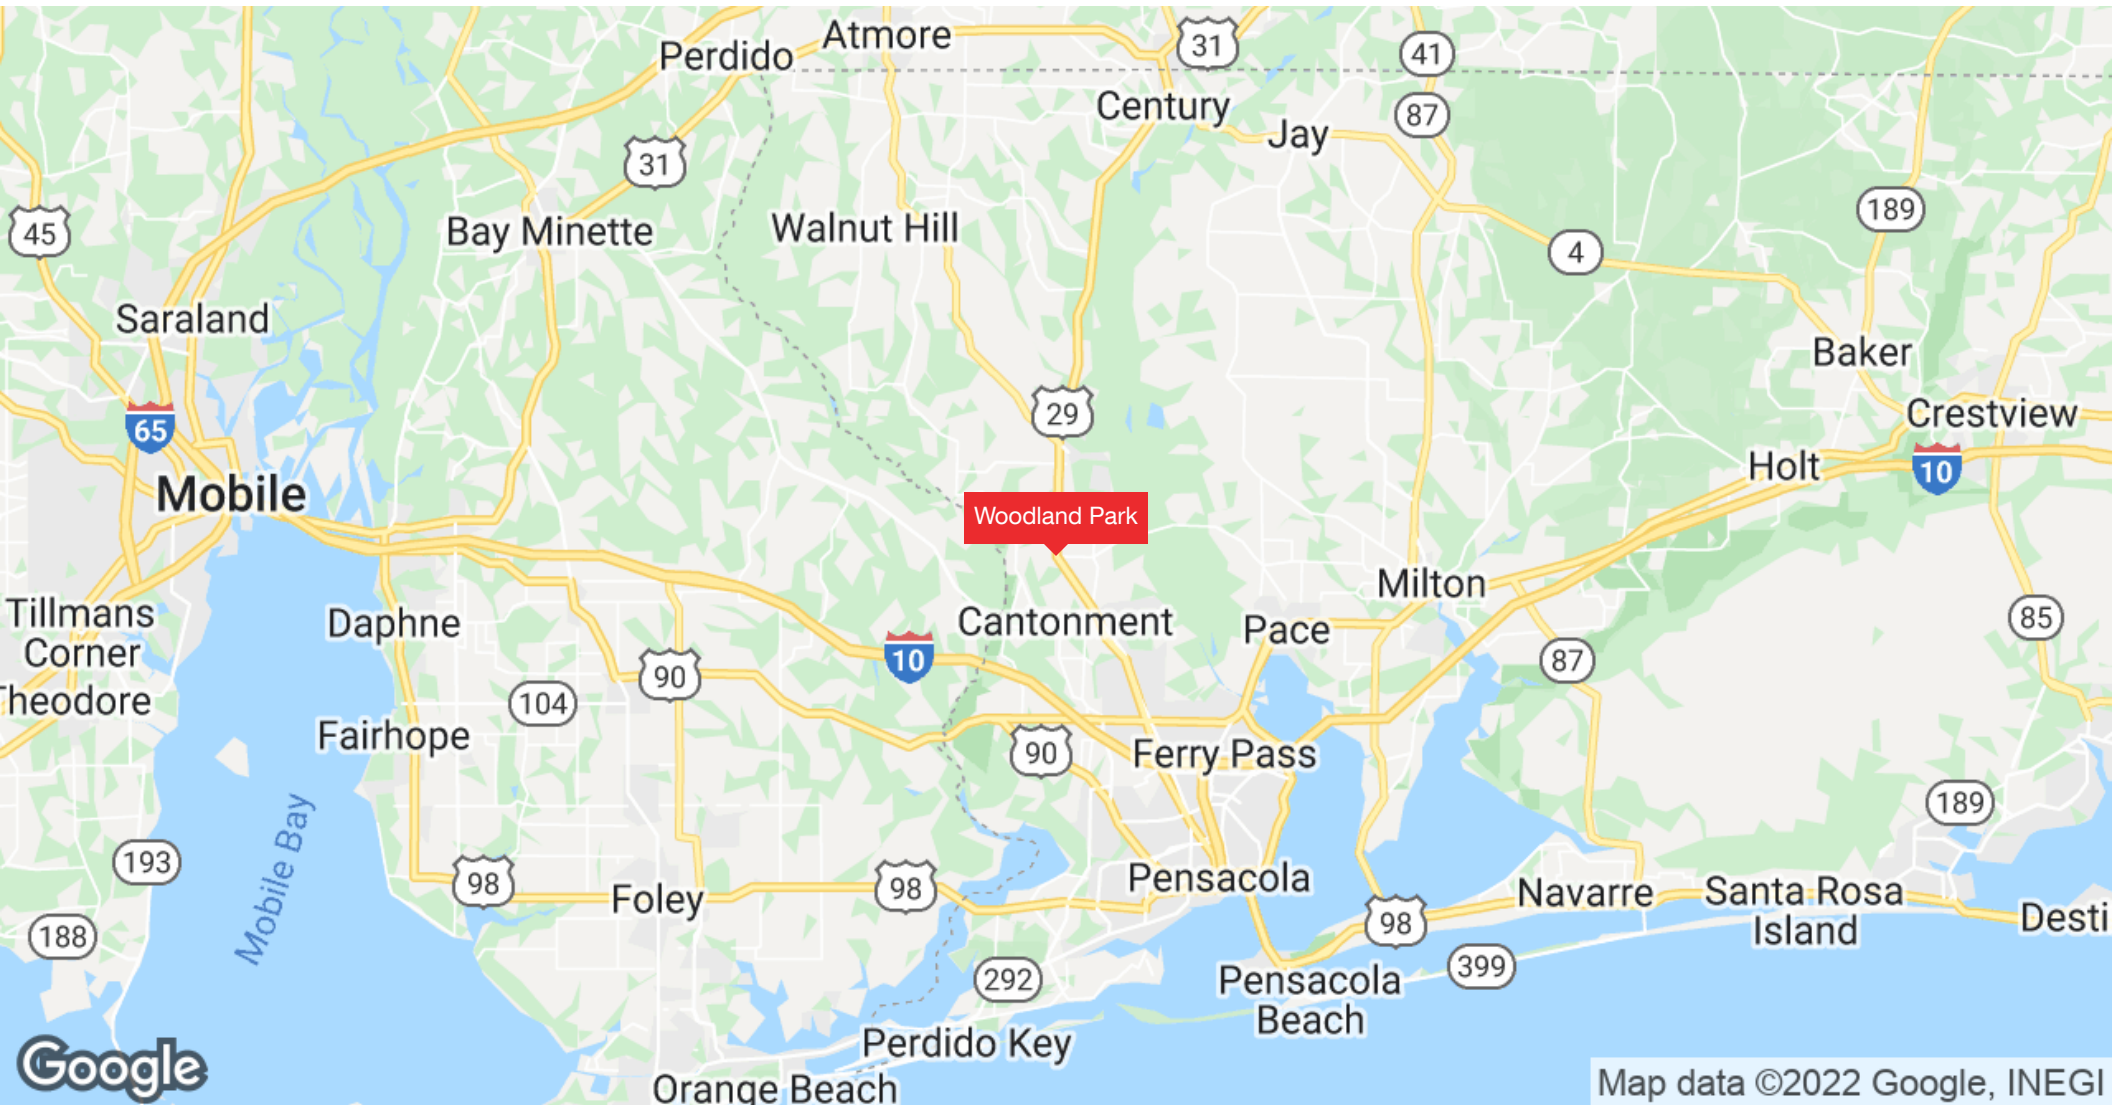 Perdido
Atmore
31
41
Century
87
Jay
31
45
Bay Minette
Walnut Hill
189
4
Saraland
Baker
65
29
Crestview
Holt
10
Mobile
Woodland Park
Milton
Tillmans
Corner
Daphne
Cantonment
Pace
85
10
90
87
Theodore
104
Fairhope
90
Ferry Pass
189
Mobile Bay
193
98
Foley
98
Pensacola
Navarre
Santa Rosa
Island
98
Desti
188
292
399
Pensacola
Beach
Perdido Key
Orange Beach
Google
Map data ©2022 Google, INEGI